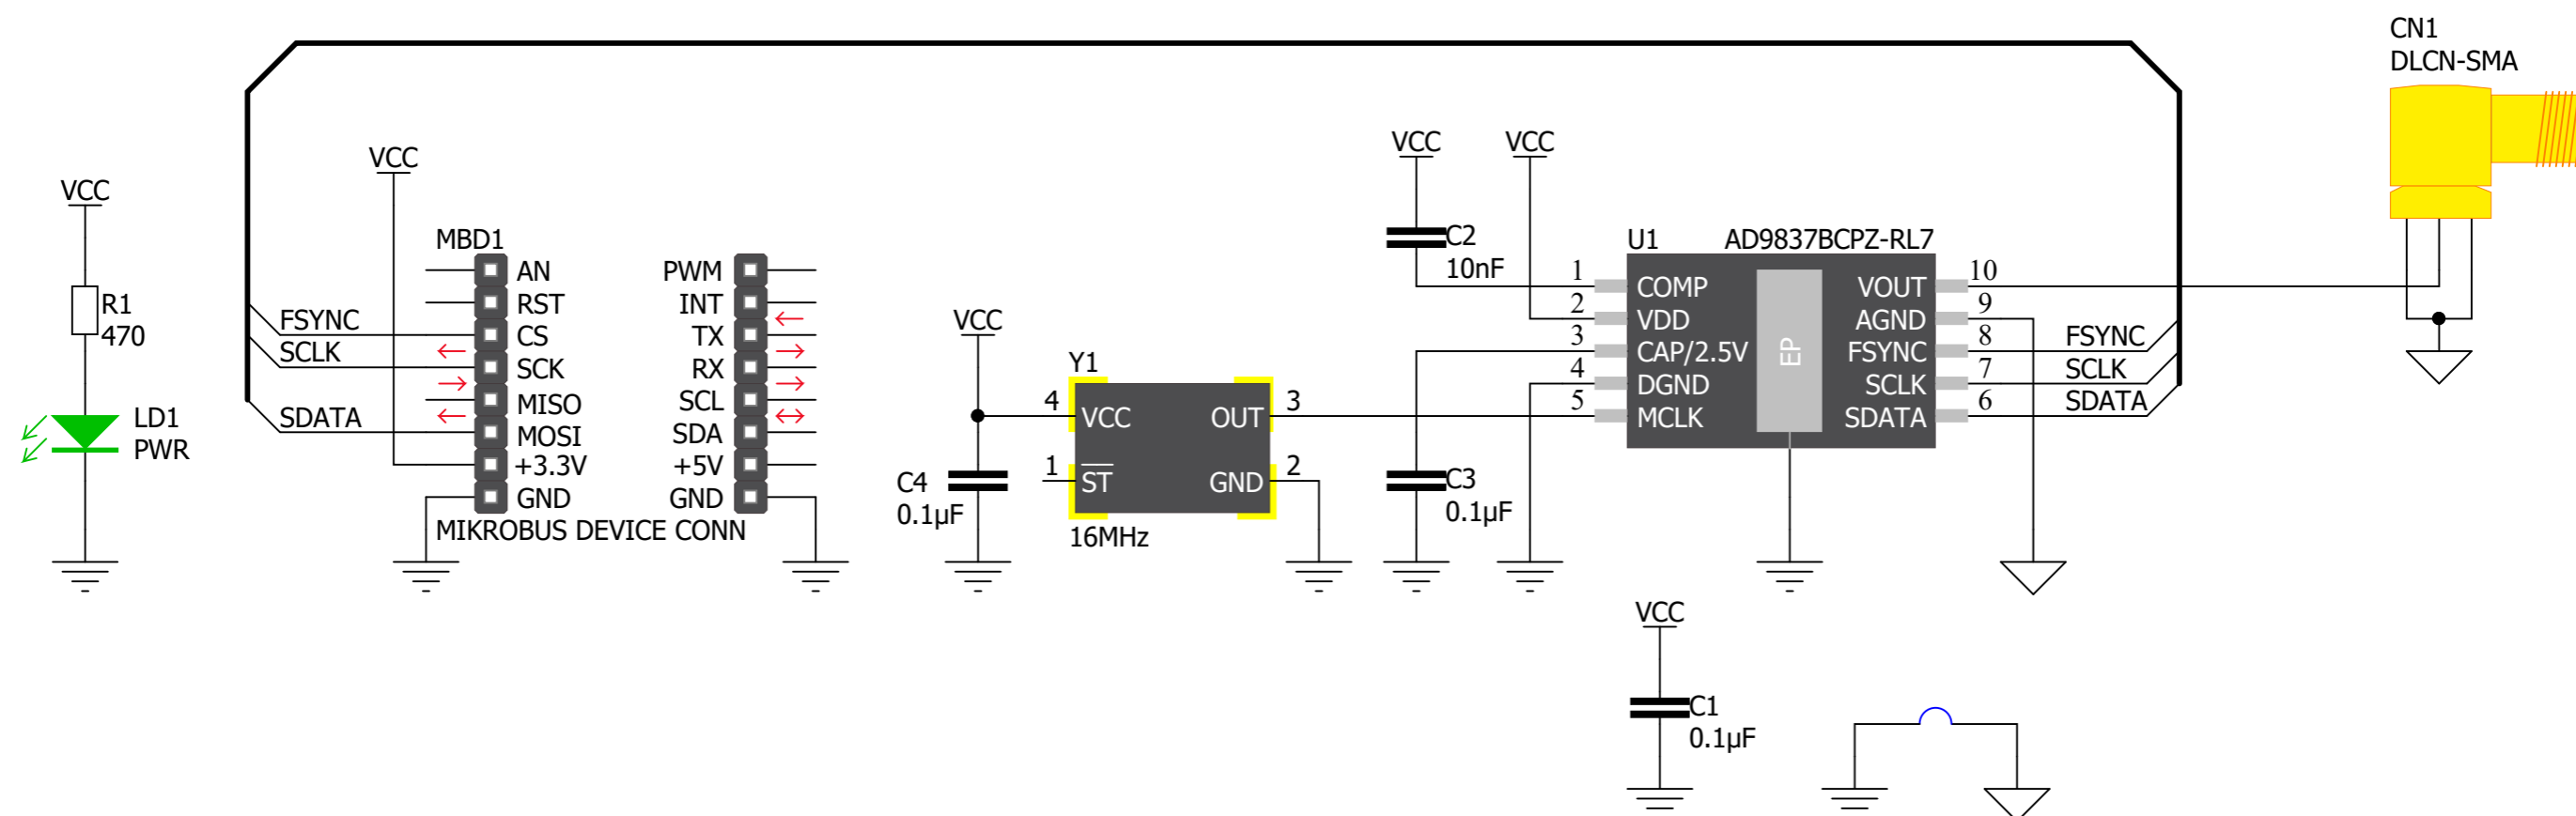 CN1
DLCN-SMA
VCC
R1
470
LD1
PWR
VCC
FSYNC
SCLK
SDATA
MBD1
AN
RST
CS
SCK
MISO
MOSI
+3.3V
GND
PWM
INT
TX
RX
SCL
SDA
+5V
GND
MIKROBUS DEVICE CONN
VCC
C4
0.1µF
Y1
4
VCC
OUT
3
1
ST
GND
2
16MHz
VCC
C2
10nF
VCC
C3
0.1µF
U1
AD9837BCPZ-RL7
1
COMP
2
VDD
3
CAP/2.5V
4
DGND
5
MCLK
EP
VOUT
10
AGND
9
FSYNC
8
SCLK
7
SDATA
6
FSYNC
SCLK
SDATA
VCC
C1
0.1µF